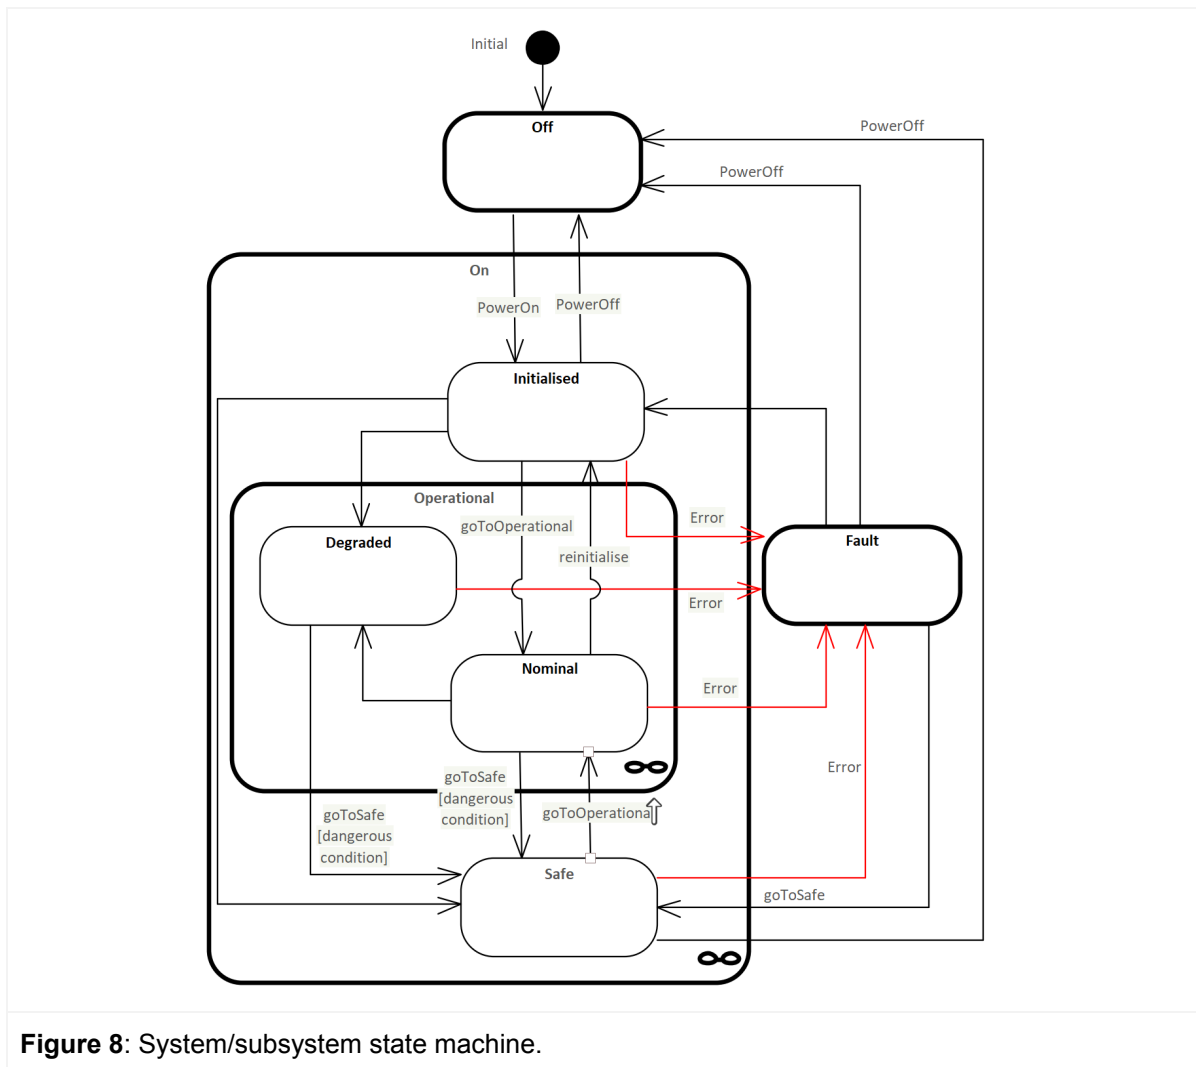 Initial
Off
PowerOff
PowerOff
On
PowerOn
PowerOff
Initialised
Operational
goToOperational
Error
Degraded
reinitialise
Fault
Error
Nominal
Error
goToSafe
[dangerous
condition]
goToOperationa
Error
goToSafe
[dangerous
condition]
Safe
goToSafe
Figure 8: System/subsystem state machine.